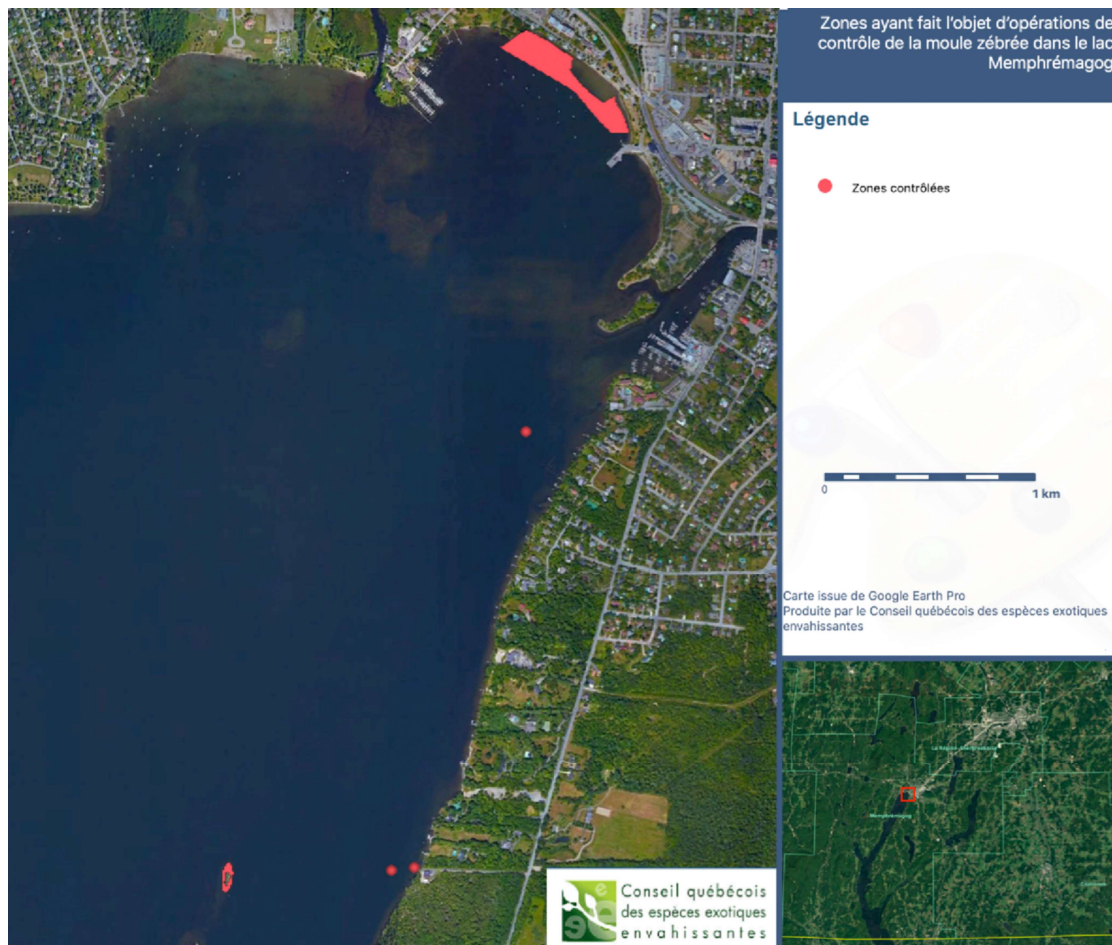 Zones ayant fait l'objet d'opérations de
contrôle de la moule zébrée dans le lac
Memphrémagog
Légende
Zones contrôlées
0
1 km
Carte issue de Google Earth Pro
Produite par le Conseil québécois des espèces exotiques
envahissantes
Memphrémagog
Conseil québécois
des espèces exotiques
envahissantes